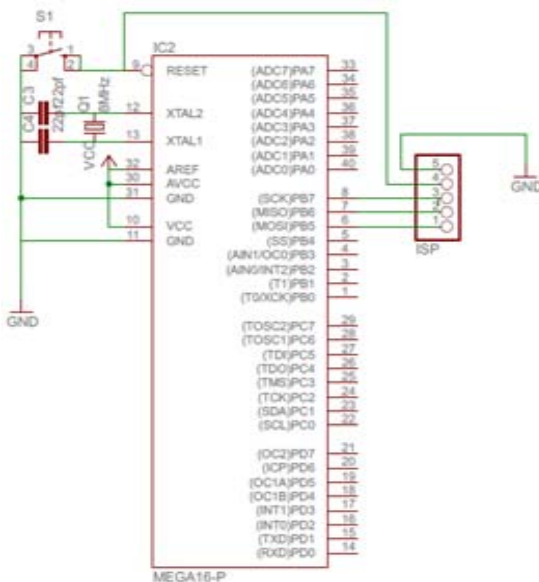 S1
3 1
4 2
IC2
9 RESET
C3
22pf
C4
22pf
Q1
8MHz
12 XTAL2
13 XTAL1
VCC
32 AREF
30 AVCC
31 GND
10 VCC
11 GND
GND
(ADC7)PA7 33
(ADC6)PA6 34
(ADC5)PA5 35
(ADC4)PA4 36
(ADC3)PA3 37
(ADC2)PA2 38
(ADC1)PA1 39
(ADC0)PA0 40
(SCK)PB7 8
(MISO)PB6 7
(MOSI)PB5 6
(SS)PB4 5
(AIN1/OC0)PB3 4
(AIN0/INT2)PB2 3
(T1)PB1 2
(T0/XCK)PB0 1
(TOSC2)PC7 29
(TOSC1)PC6 28
(TDI)PC5 27
(TDO)PC4 26
(TMS)PC3 25
(TCK)PC2 24
(SDA)PC1 23
(SCL)PC0 22
(OC2)PD7 21
(ICP)PD6 20
(OC1A)PD5 19
(OC1B)PD4 18
(INT1)PD3 17
(INT0)PD2 16
(TXD)PD1 15
(RXD)PD0 14
MEGA16-P
5
4
3
2
1
ISP
GND